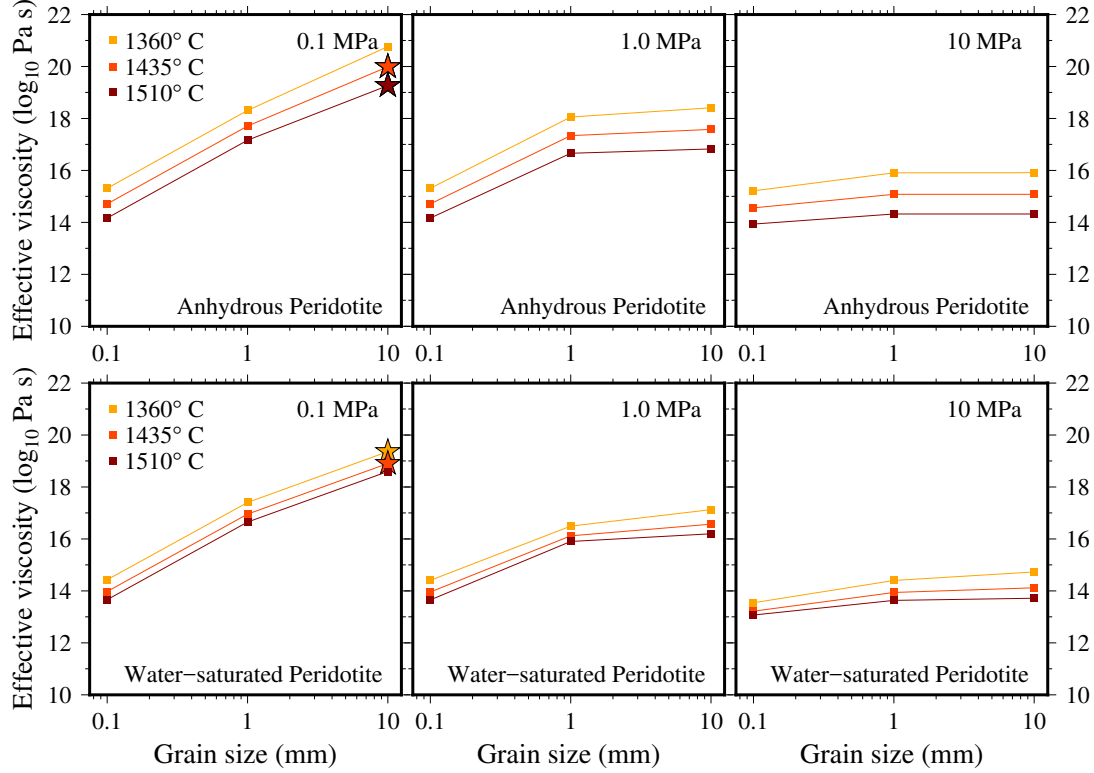 22
20
18
16
14
12
10
Effective viscosity (log10 Pa s)
1360° C
1435° C
1510° C
0.1 MPa
Anhydrous Peridotite
0.1 1 10
1.0 MPa
Anhydrous Peridotite
0.1 1 10
10 MPa
Anhydrous Peridotite
0.1 1 10
22
20
18
16
14
12
10
22
20
18
16
14
12
10
Effective viscosity (log10 Pa s)
1360° C
1435° C
1510° C
0.1 MPa
Water−saturated Peridotite
0.1 1 10
Grain size (mm)
1.0 MPa
Water−saturated Peridotite
0.1 1 10
Grain size (mm)
10 MPa
Water−saturated Peridotite
0.1 1 10
Grain size (mm)
22
20
18
16
14
12
10